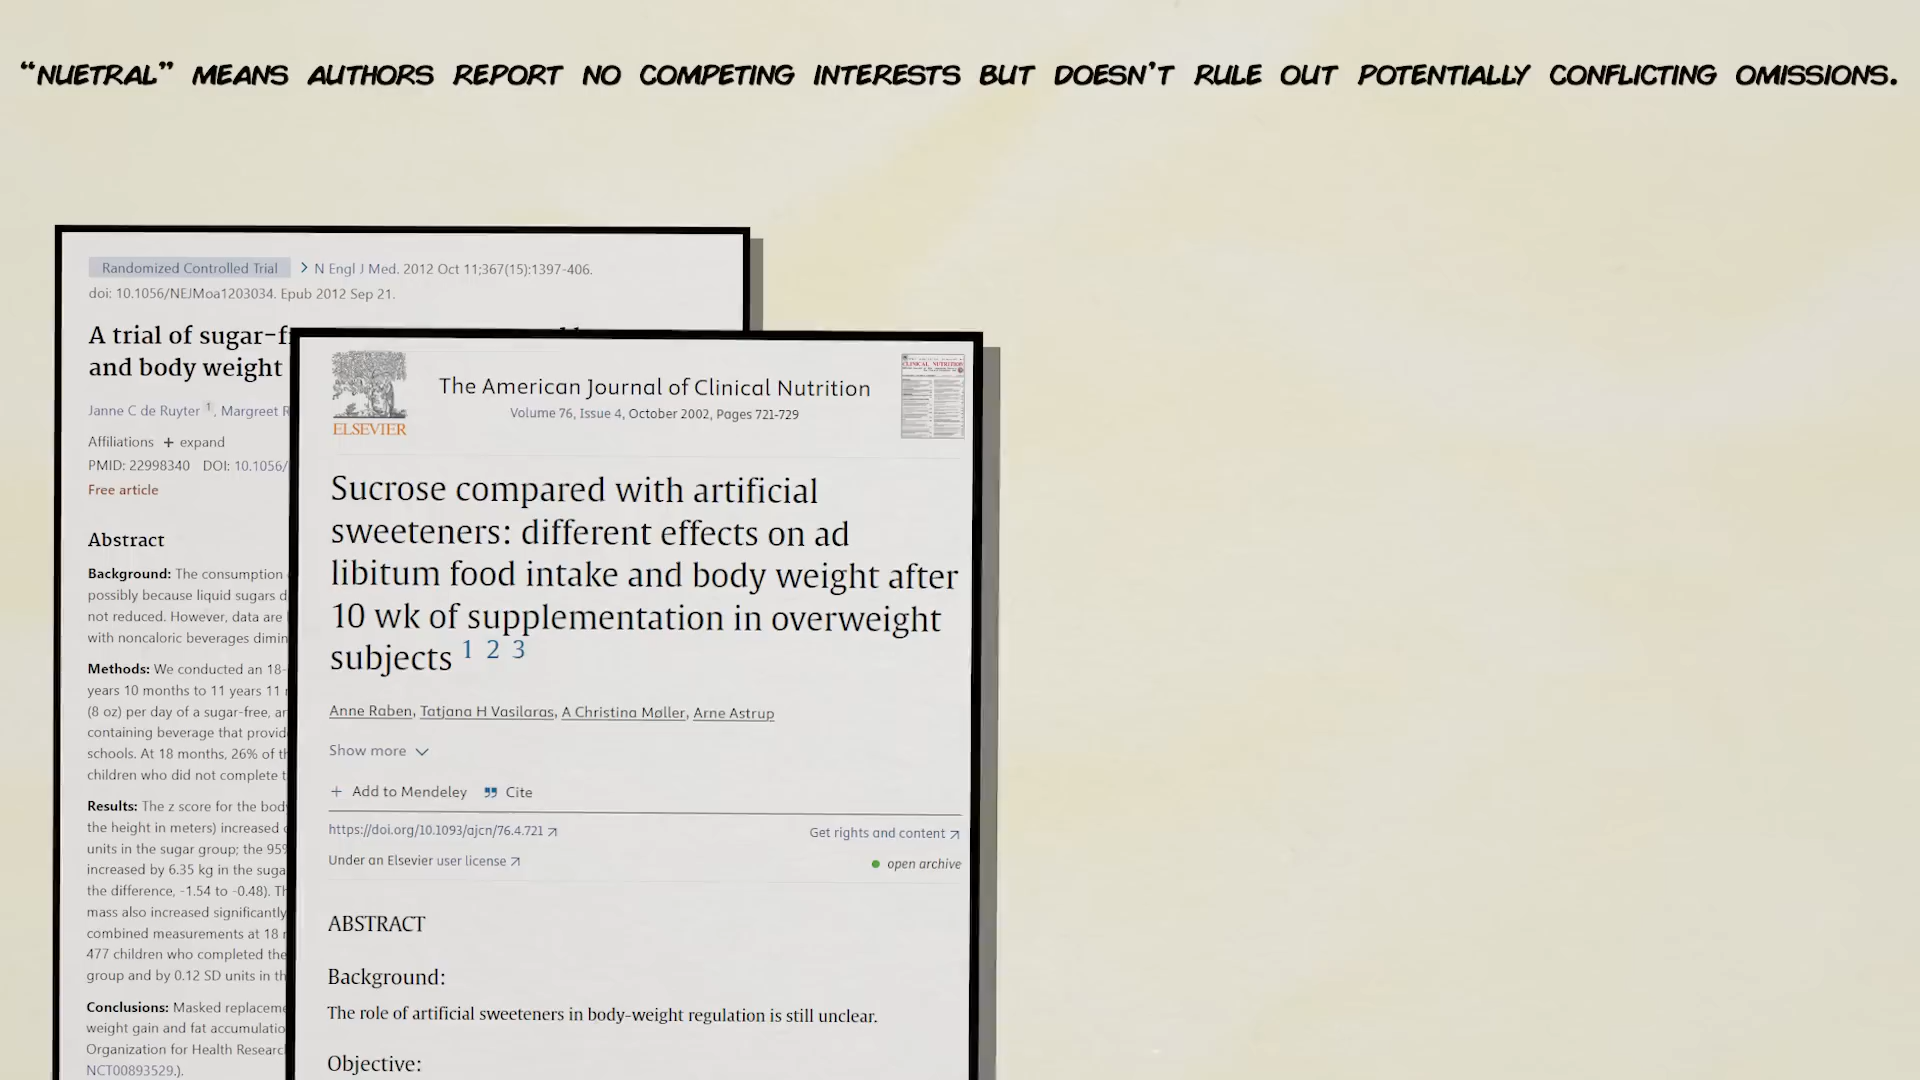 “NUETRAL” MEANS AUTHORS REPORT NO COMPETING INTERESTS BUT DOESN’T RULE OUT POTENTIALLY CONFLICTING OMISSIONS.
Randomized Controlled Trial > N Engl J Med. 2012 Oct 11;367(15):1397-406.
doi: 10.1056/NEJMoa1203034. Epub 2012 Sep 21.
A trial of sugar-f
and body weight
Janne C de Ruyter 1, Margreet R
Affiliations + expand
PMID: 22998340 DOI: 10.1056/
Free article
Abstract
Background: The consumption
possibly because liquid sugars d
not reduced. However, data are
with noncaloric beverages dimin
Methods: We conducted an 18-
years 10 months to 11 years 11
(8 oz) per day of a sugar-free, ar
containing beverage that provid
schools. At 18 months, 26% of th
children who did not complete t
Results: The z score for the body
the height in meters) increased
units in the sugar group; the 95%
increased by 6.35 kg in the suga
the difference, -1.54 to -0.48). Th
mass also increased significantly
combined measurements at 18
477 children who completed the
group and by 0.12 SD units in th
Conclusions: Masked replaceme
weight gain and fat accumulatio
Organization for Health Research
NCT00893529.).
ELSEVIER
The American Journal of Clinical Nutrition
Volume 76, Issue 4, October 2002, Pages 721-729
CLINICAL NUTRITION
Sucrose compared with artificial
sweeteners: different effects on ad
libitum food intake and body weight after
10 wk of supplementation in overweight
subjects 1 2 3
Anne Raben, Tatjana H Vasilaras, A Christina Møller, Arne Astrup
Show more
+ Add to Mendeley Cite
https://doi.org/10.1093/ajcn/76.4.721
Get rights and content
Under an Elsevier user license
open archive
ABSTRACT
Background:
The role of artificial sweeteners in body-weight regulation is still unclear.
Objective: